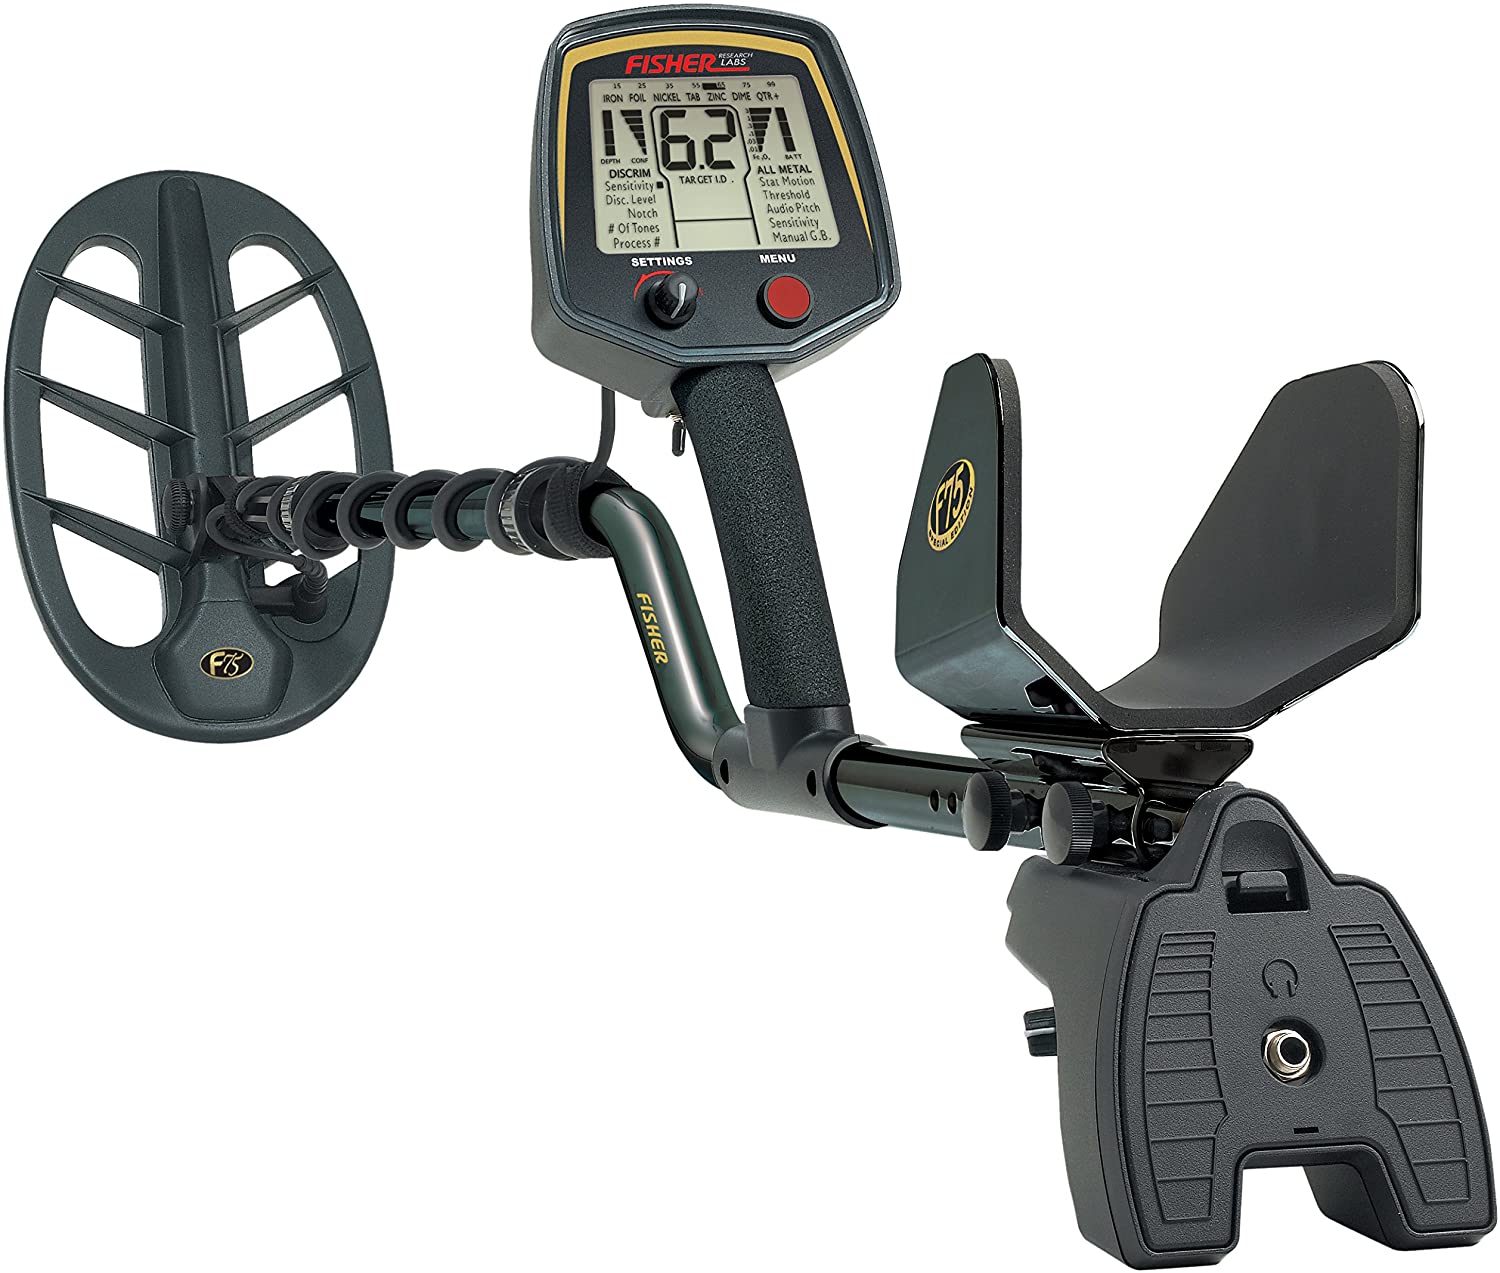 FISHER RESEARCH LABS
15 25 35 55 65 75 99
IRON FOIL NICKEL TAB ZINC DIME QTR+
6.2
DEPTH CONF
Fe3O4 BATT
TARGET I.D.
DISCRIM
Sensitivity
Disc. Level
Notch
# Of Tones
Process #
ALL METAL
Stat Motion
Threshold
Audio Pitch
Sensitivity
Manual G.B.
SETTINGS
MENU
FISHER
F75
F75
SPECIAL EDITION